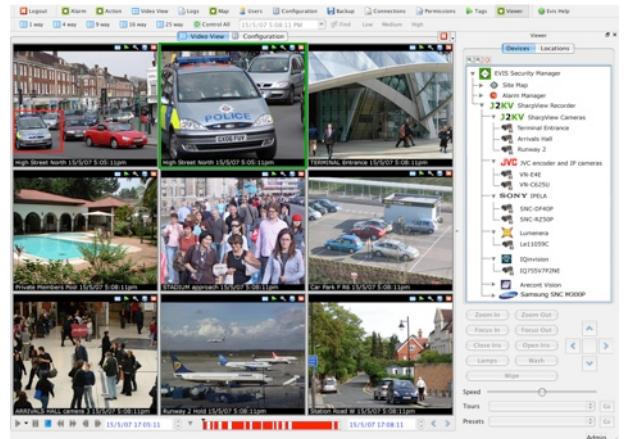 Logout Alarm Action Video View Logs Map Users Configuration Backup Connections Permissions Tags Viewer Evis Help
1 way 4 way 9 way 16 way 25 way Control All 15/5/07 5:08:11 PM Find Low Medium High
Video View Configuration
Viewer
Devices Locations
EVIS Security Manager
Site Map
Alarm Manager
J2KV SharpView Recorder
J2KV SharpView Cameras
Terminal Entrance
Arrivals Hall
Runway 2
JVC JVC encoder and IP cameras
VN-E4E
VN-C625U
SONY IPELA
SNC-DF40P
SNC-RZ50P
Lumenera
Le11059C
IQinvision
IQ755V7P2NE
Arecont Vision
Samsung SNC M300P
POLICE
GX06 FUV
High Street North 15/5/07 5:05:11pm
High Street North 15/5/07 5:05:11pm
TERMINAL Entrance 15/5/07 5:08:11pm
Private Members Pool 15/5/07 5:08:11pm
STADIUM approach 15/5/07 5:08:11pm
Car Park F R6 15/5/07 5:08:11pm
ARRIVALS HALL camera 3 15/5/07 5:08:11pm
Runway 2 Hold 15/5/07 5:08:11pm
Station Road W 15/5/07 5:08:11pm
15/5/07 17:05:11
15/5/07 17:08:11
Zoom In Zoom Out
Focus In Focus Out
Close Iris Open Iris
Lamps Wash
Wipe
Speed
Tours Go
Presets Go
Admin